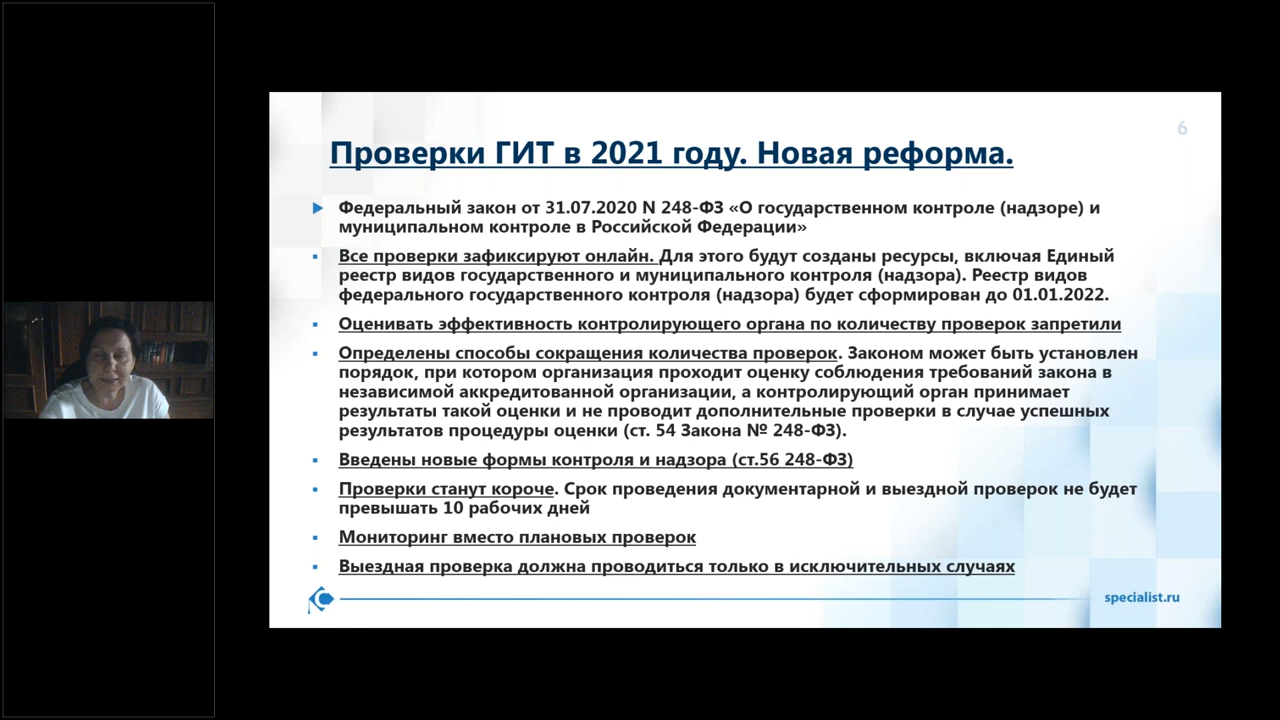 6
Проверки ГИТ в 2021 году. Новая реформа.
Федеральный закон от 31.07.2020 N 248-ФЗ «О государственном контроле (надзоре) и
муниципальном контроле в Российской Федерации»
Все проверки зафиксируют онлайн. Для этого будут созданы ресурсы, включая Единый
реестр видов государственного и муниципального контроля (надзора). Реестр видов
федерального государственного контроля (надзора) будет сформирован до 01.01.2022.
Оценивать эффективность контролирующего органа по количеству проверок запретили
Определены способы сокращения количества проверок. Законом может быть установлен
порядок, при котором организация проходит оценку соблюдения требований закона в
независимой аккредитованной организации, а контролирующий орган принимает
результаты такой оценки и не проводит дополнительные проверки в случае успешных
результатов процедуры оценки (ст. 54 Закона № 248-ФЗ).
Введены новые формы контроля и надзора (ст.56 248-ФЗ)
Проверки станут короче. Срок проведения документарной и выездной проверок не будет
превышать 10 рабочих дней
Мониторинг вместо плановых проверок
Выездная проверка должна проводиться только в исключительных случаях
specialist.ru